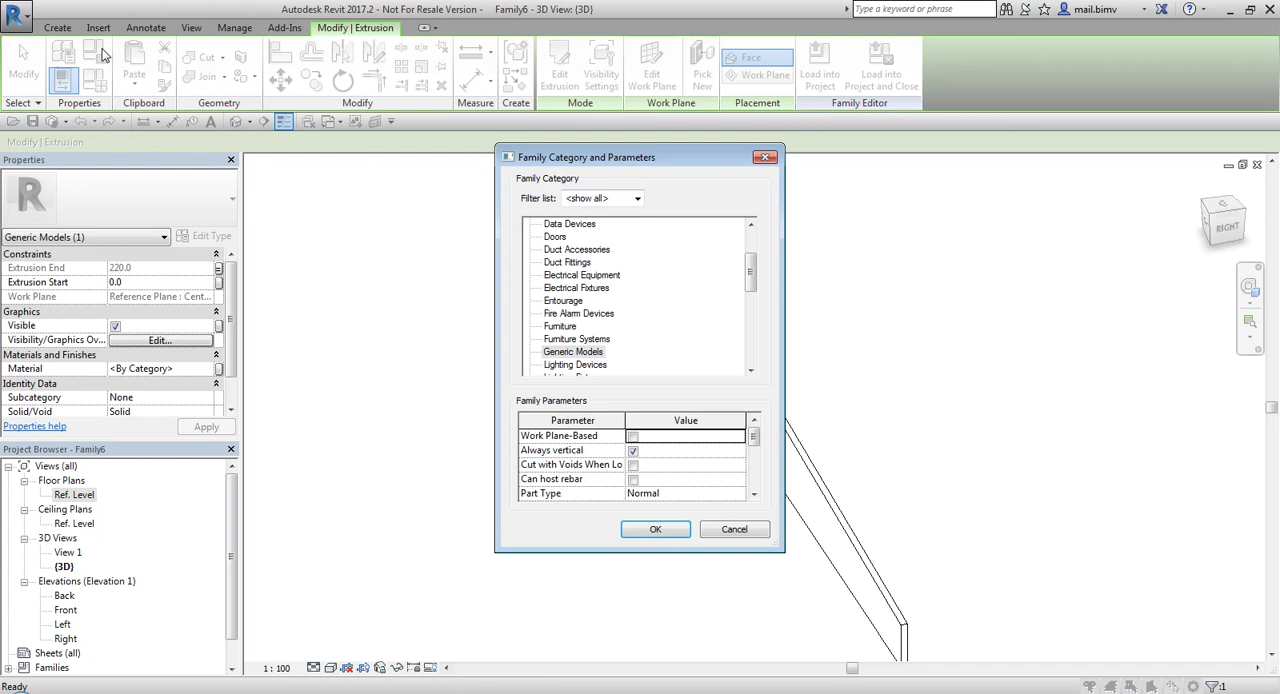 Autodesk Revit 2017.2 - Not For Resale Version - Family6 - 3D View: {3D}
Type a keyword or phrase
mail.bimv
Create Insert Annotate View Manage Add-Ins Modify | Extrusion
Modify
Paste
Cut
Join
Edit Extrusion
Visibility Settings
Edit Work Plane
Pick New
Face
Work Plane
Load into Project
Load into Project and Close
Select Properties Clipboard Geometry Modify Measure Create Mode Work Plane Placement Family Editor
Modify | Extrusion
Properties
Generic Models (1)
Edit Type
Constraints
Extrusion End 220.0
Extrusion Start 0.0
Work Plane Reference Plane : Cent...
Graphics
Visible
Visibility/Graphics Ov... Edit...
Materials and Finishes
Material <By Category>
Identity Data
Subcategory None
Solid/Void Solid
Properties help
Apply
Project Browser - Family6
Views (all)
Floor Plans
Ref. Level
Ceiling Plans
Ref. Level
3D Views
View 1
{3D}
Elevations (Elevation 1)
Back
Front
Left
Right
Sheets (all)
Families
Family Category and Parameters
Family Category
Filter list: <show all>
Data Devices
Doors
Duct Accessories
Duct Fittings
Electrical Equipment
Electrical Fixtures
Entourage
Fire Alarm Devices
Furniture
Furniture Systems
Generic Models
Lighting Devices
Family Parameters
Parameter Value
Work Plane-Based
Always vertical
Cut with Voids When Lo
Can host rebar
Part Type Normal
OK
Cancel
RIGHT
1 : 100
Ready
:1